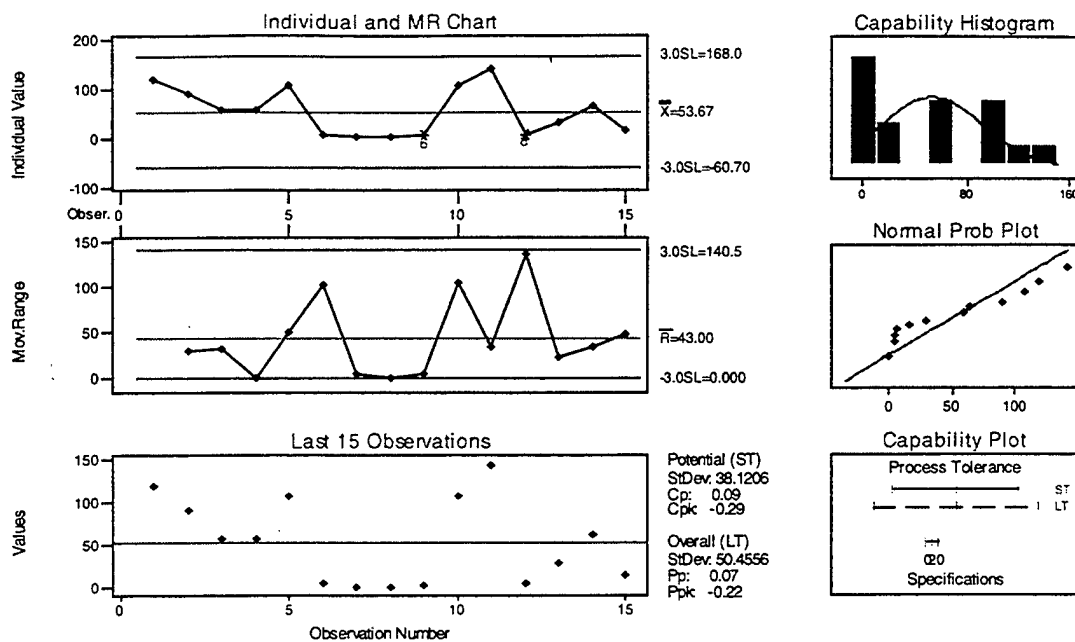 Individual and MR Chart
Individual Value
200
100
0
-100
3.0SL=168.0
X=53.67
-3.0SL=-60.70
6
Obser. 0
5
10
15
Mov.Range
150
100
50
0
3.0SL=140.5
R=43.00
-3.0SL=0.000
Last 15 Observations
Values
150
100
50
0
0
5
10
15
Observation Number
Potential (ST)
StDev: 38.1206
Cp: 0.09
Cpk: -0.29
Overall (LT)
StDev: 50.4556
Pp: 0.07
Ppk: -0.22
Capability Histogram
0
80
160
Normal Prob Plot
0
50
100
Capability Plot
Process Tolerance
ST
LT
Specifications